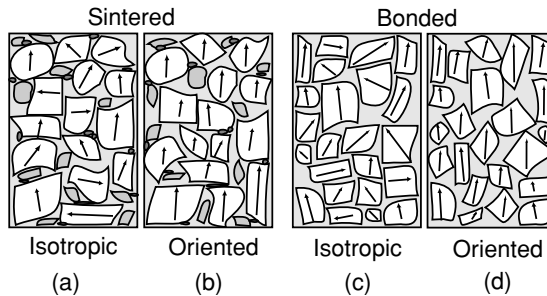 Sintered Bonded
Isotropic Oriented Isotropic Oriented
(a) (b) (c) (d)